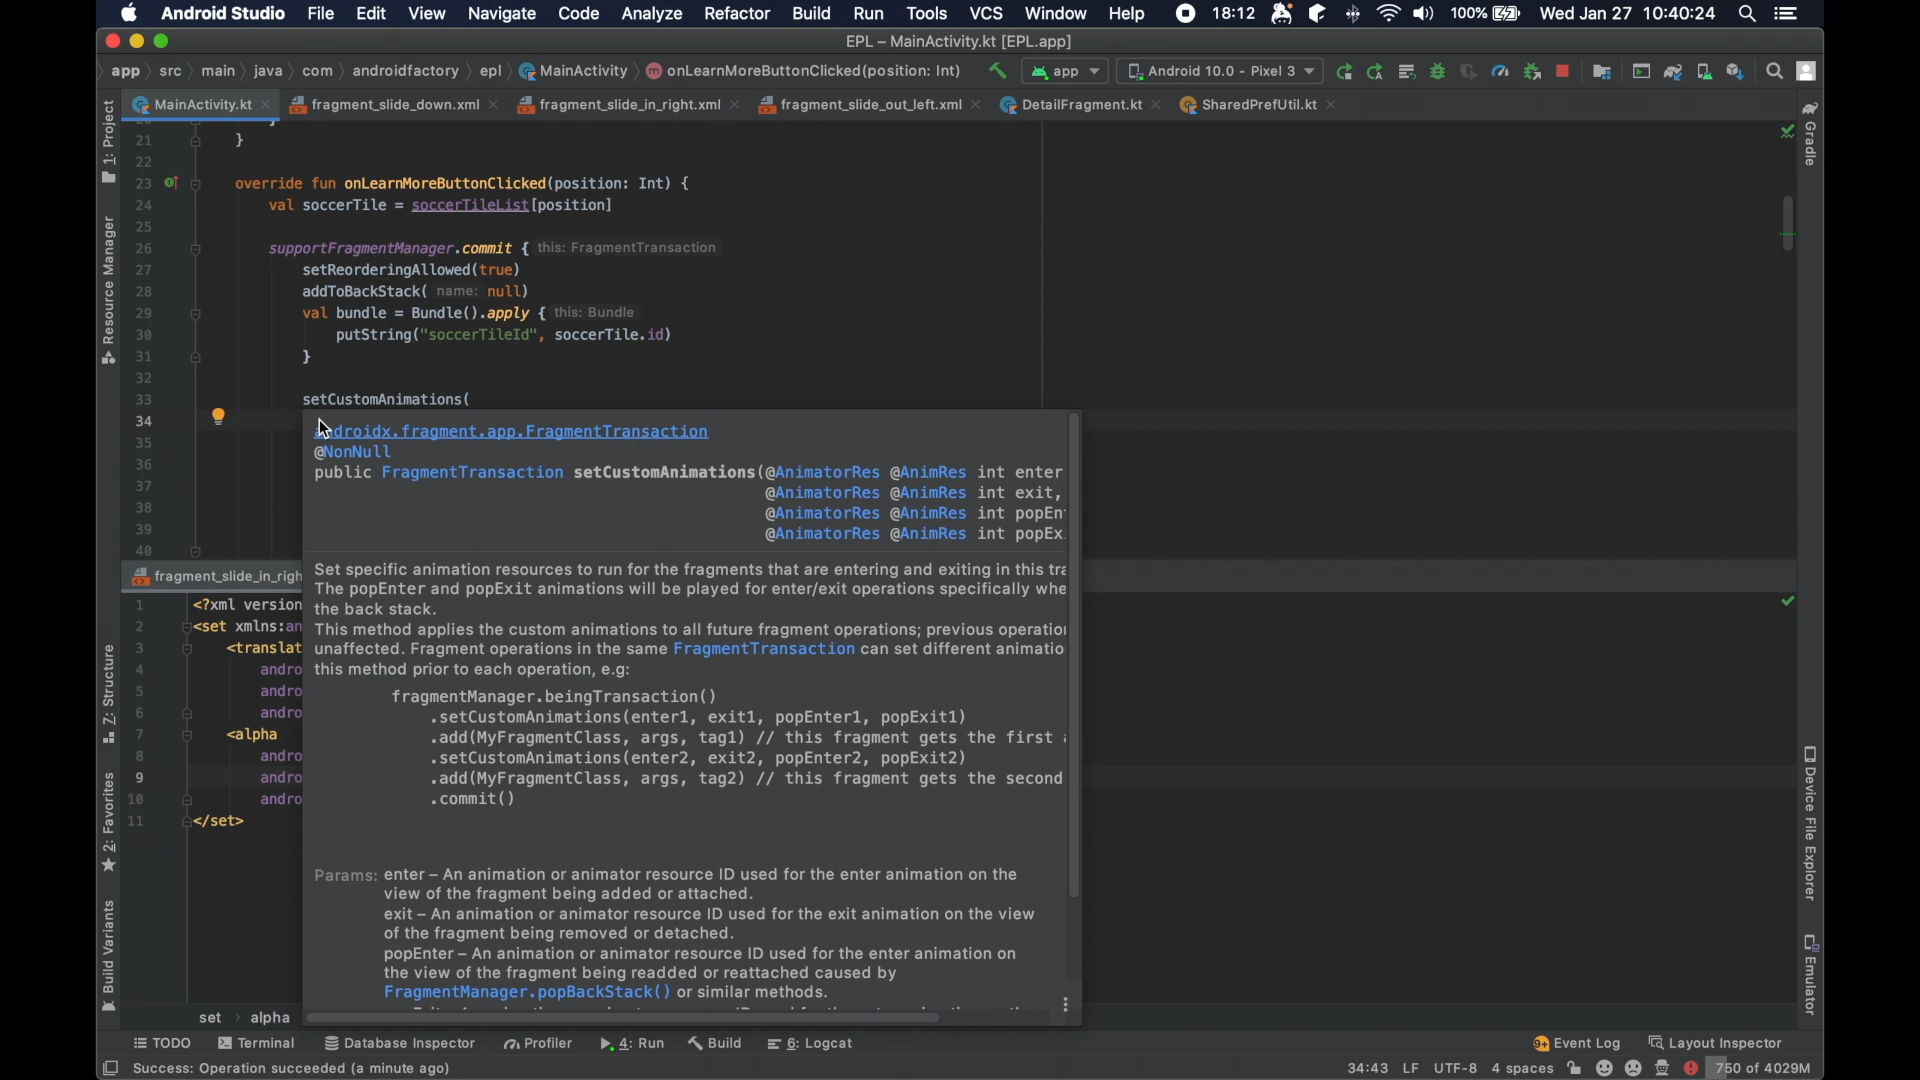 Android Studio File Edit View Navigate Code Analyze Refactor Build Run Tools VCS Window Help 18:12 100% Wed Jan 27 10:40:24
EPL – MainActivity.kt [EPL.app]
app src main java com androidfactory epl MainActivity onLearnMoreButtonClicked(position: Int) app Android 10.0 - Pixel 3
MainActivity.kt fragment_slide_down.xml fragment_slide_in_right.xml fragment_slide_out_left.xml DetailFragment.kt SharedPrefUtil.kt
1: Project
Resource Manager
Z: Structure
2: Favorites
Build Variants
21 }
22
23 override fun onLearnMoreButtonClicked(position: Int) {
24 val soccerTile = soccerTileList[position]
25
26 supportFragmentManager.commit { this: FragmentTransaction
27 setReorderingAllowed(true)
28 addToBackStack( name: null)
29 val bundle = Bundle().apply { this: Bundle
30 putString("soccerTileId", soccerTile.id)
31 }
32
33 setCustomAnimations(
34
35
36
37
38
39
40
androidx.fragment.app.FragmentTransaction
@NonNull
public FragmentTransaction setCustomAnimations(@AnimatorRes @AnimRes int enter
@AnimatorRes @AnimRes int exit,
@AnimatorRes @AnimRes int popEn
@AnimatorRes @AnimRes int popEx
Set specific animation resources to run for the fragments that are entering and exiting in this tra
The popEnter and popExit animations will be played for enter/exit operations specifically whe
the back stack.
This method applies the custom animations to all future fragment operations; previous operation
unaffected. Fragment operations in the same FragmentTransaction can set different animatio
this method prior to each operation, e.g:
fragmentManager.beingTransaction()
.setCustomAnimations(enter1, exit1, popEnter1, popExit1)
.add(MyFragmentClass, args, tag1) // this fragment gets the first
.setCustomAnimations(enter2, exit2, popEnter2, popExit2)
.add(MyFragmentClass, args, tag2) // this fragment gets the second
.commit()
Params: enter – An animation or animator resource ID used for the enter animation on the
view of the fragment being added or attached.
exit – An animation or animator resource ID used for the exit animation on the view
of the fragment being removed or detached.
popEnter – An animation or animator resource ID used for the enter animation on
the view of the fragment being readded or reattached caused by
FragmentManager.popBackStack() or similar methods.
fragment_slide_in_righ
1 <?xml version
2 <set xmlns:an
3 <translat
4 andro
5 andro
6 andro
7 <alpha
8 andro
9 andro
10 andro
11 </set>
set alpha
Gradle
Device File Explorer
Emulator
TODO Terminal Database Inspector Profiler 4: Run Build 6: Logcat 9+ Event Log Layout Inspector
Success: Operation succeeded (a minute ago) 34:43 LF UTF-8 4 spaces 750 of 4029M